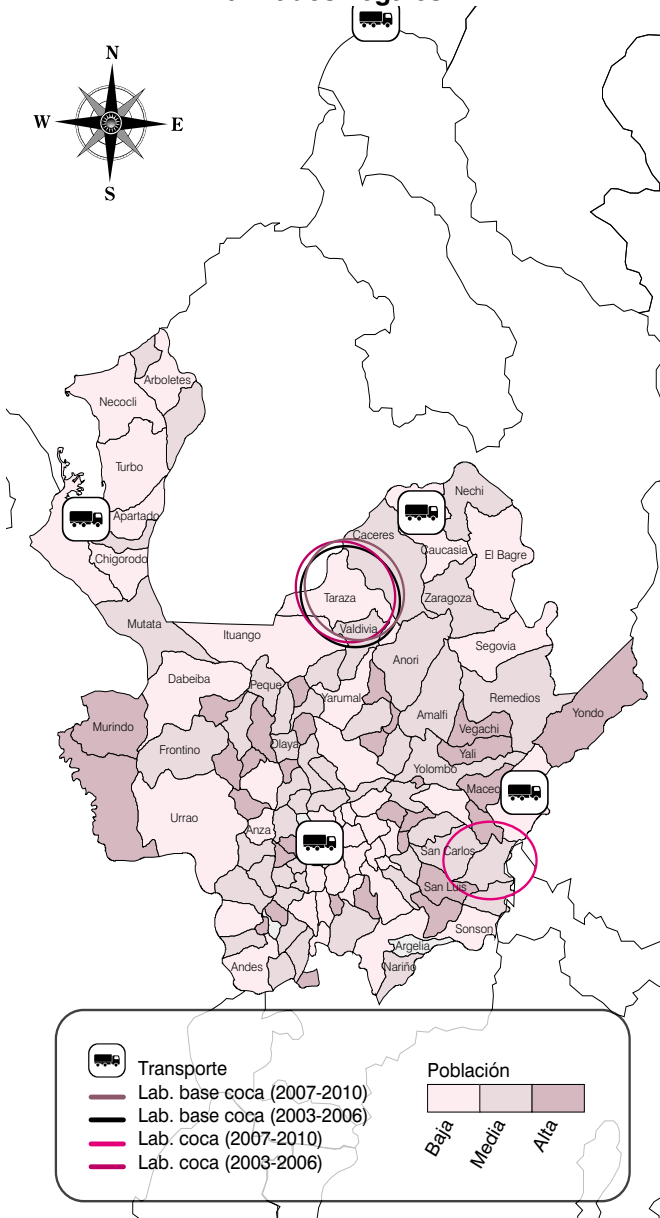 N
W
E
S
Arboletes
Necocli
Turbo
Apartado
Chigorodo
Mutata
Nechi
Caceres
Caucasia
El Bagre
Taraza
Zaragoza
Valdivia
Ituango
Segovia
Anori
Dabeiba
Peque
Yarumal
Remedios
Yondo
Murindo
Amalfi
Vegachi
Olaya
Frontino
Yali
Yolombo
Maceo
Urrao
Anza
San Carlos
San Luis
Sonson
Argelia
Andes
Nariño
Transporte
Lab. base coca (2007-2010)
Lab. base coca (2003-2006)
Lab. coca (2007-2010)
Lab. coca (2003-2006)
Población
Baja
Media
Alta